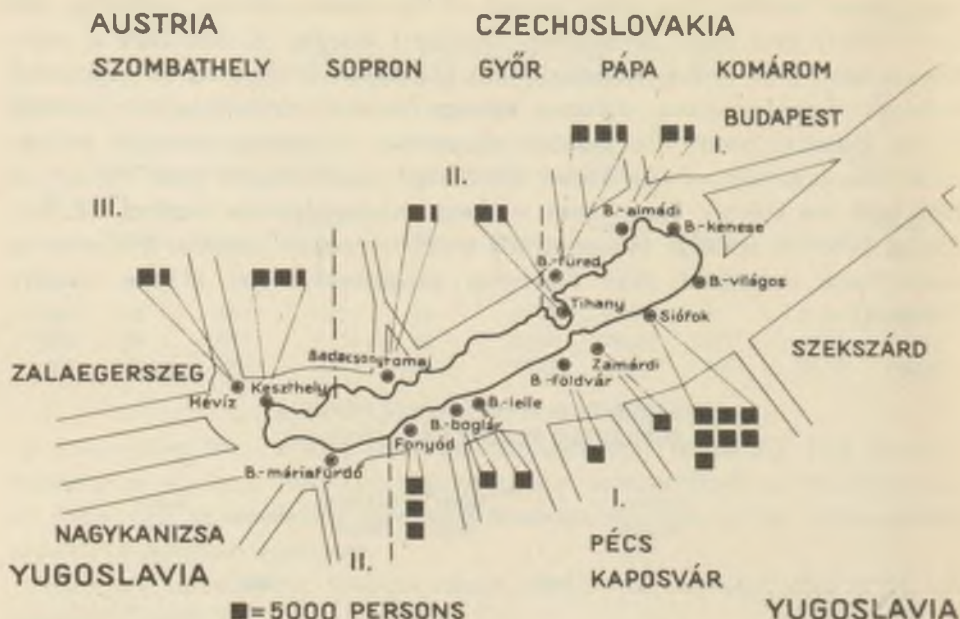 AUSTRIA
CZECHOSLOVAKIA
SZOMBATHELY
SOPRON
GYŐR
PÁPA
KOMÁROM
BUDAPEST
I.
II.
III.
B.-almádi
B.-kenese
B.-füred
B.-világos
Tihany
Siófok
Badacsonytomaj
SZEKSZÁRD
Zamárdi
ZALAEGERSZEG
Keszthely
B.-földvár
Hévíz
B.-lelle
B.-boglár
Fonyód
B.-máriafürdő
I.
NAGYKANIZSA
II.
PÉCS
KAPOSVÁR
YUGOSLAVIA
■=5000 PERSONS
YUGOSLAVIA